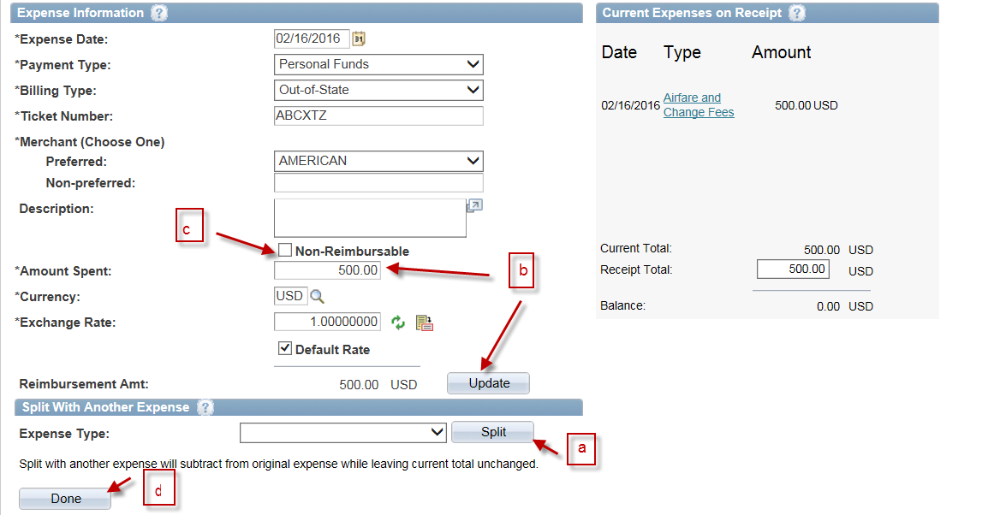 Expense Information ?
*Expense Date: 02/16/2016 31
*Payment Type: Personal Funds
*Billing Type: Out-of-State
*Ticket Number: ABCXTZ
*Merchant (Choose One)
Preferred: AMERICAN
Non-preferred:
Description:
c
Non-Reimbursable
*Amount Spent: 500.00
b
*Currency: USD
*Exchange Rate: 1.00000000
Default Rate
Reimbursement Amt: 500.00 USD Update
Split With Another Expense ?
Expense Type: Split
a
Split with another expense will subtract from original expense while leaving current total unchanged.
Done
d
Current Expenses on Receipt ?
Date Type Amount
02/16/2016 Airfare and 500.00 USD
Change Fees
Current Total: 500.00 USD
Receipt Total: 500.00 USD
Balance: 0.00 USD